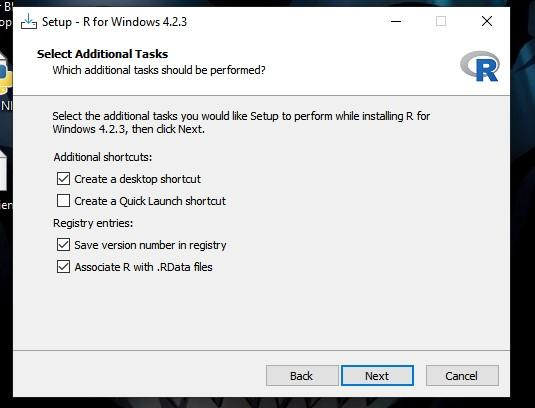 Setup - R for Windows 4.2.3
Select Additional Tasks
Which additional tasks should be performed?
R
Select the additional tasks you would like Setup to perform while installing R for
Windows 4.2.3, then click Next.
Additional shortcuts:
Create a desktop shortcut
Create a Quick Launch shortcut
Registry entries:
Save version number in registry
Associate R with .RData files
Back
Next
Cancel